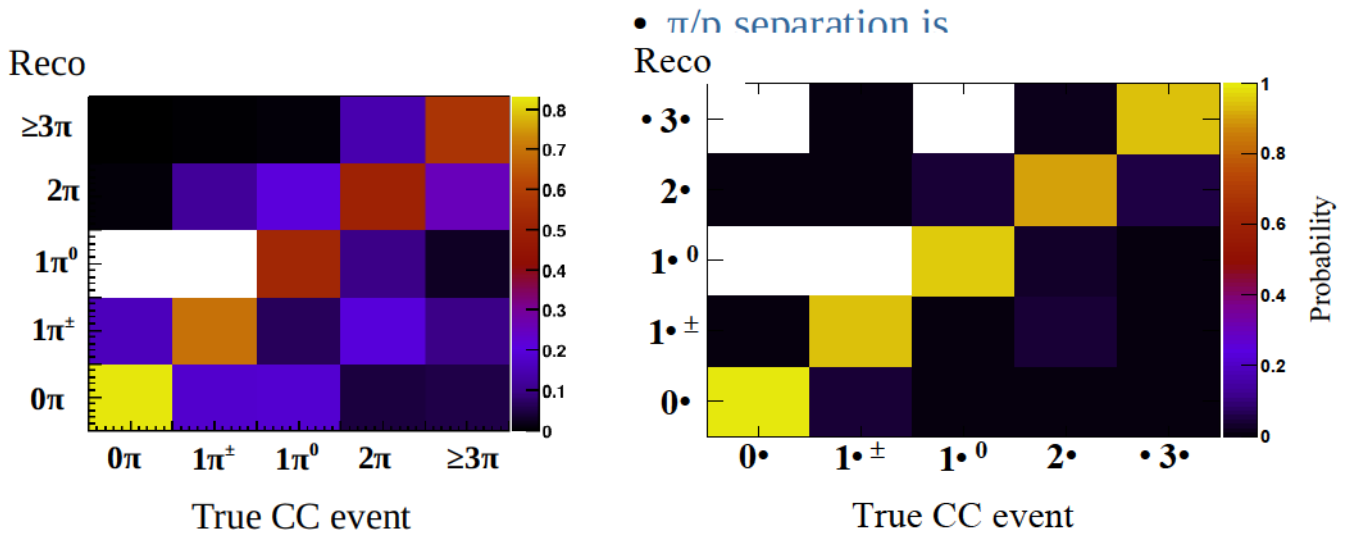 • π/p separation is
Reco
≥3π
2π
1π⁰
1π±
0π
0π 1π± 1π⁰ 2π ≥3π
True CC event
0.8
0.7
0.6
0.5
0.4
0.3
0.2
0.1
0
Reco
• 3•
2•
1• ⁰
1• ±
0•
0• 1• ± 1• ⁰ 2• • 3•
True CC event
1
0.8
0.6
0.4
0.2
0
Probability